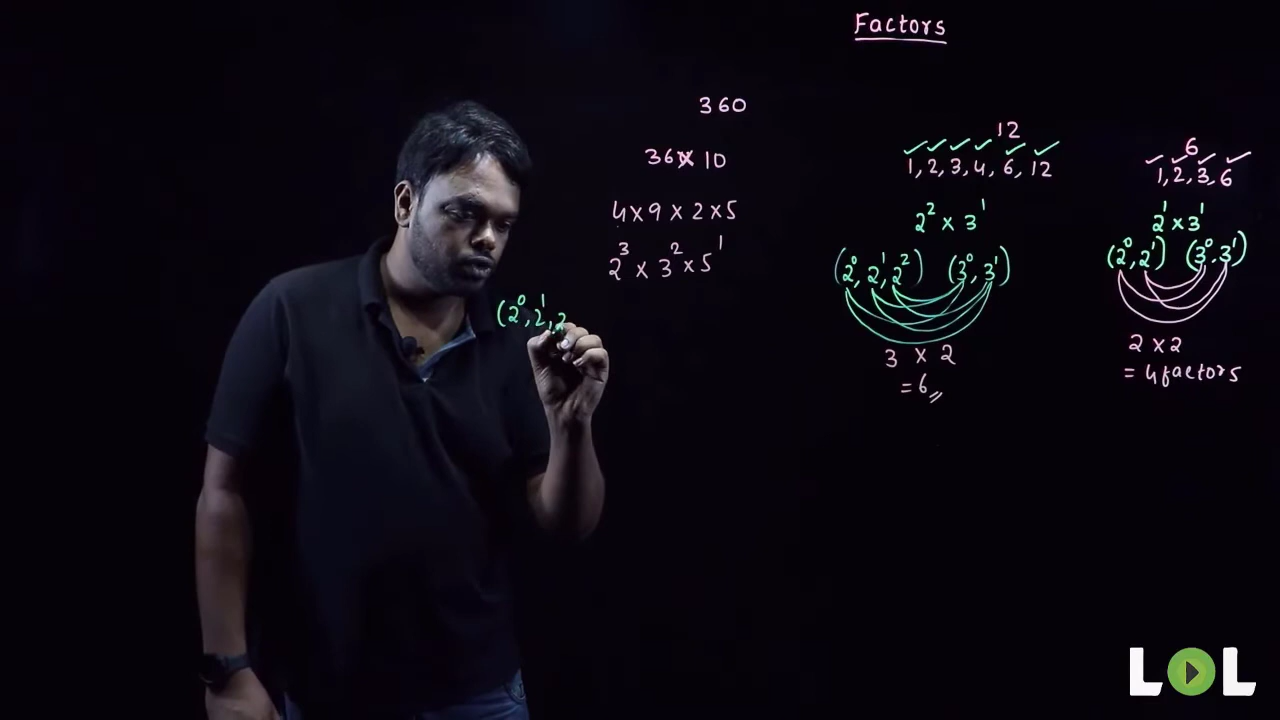 Factors
360
36 × 10
4 × 9 × 2 × 5
2³ × 3² × 5¹
(2⁰, 2¹, 2
12
1, 2, 3, 4, 6, 12
2² × 3¹
(2⁰, 2¹, 2²) (3⁰, 3¹)
3 × 2
= 6
6
1, 2, 3, 6
2¹ × 3¹
(2⁰, 2¹) (3⁰, 3¹)
2 × 2
= 4 factors
LOL